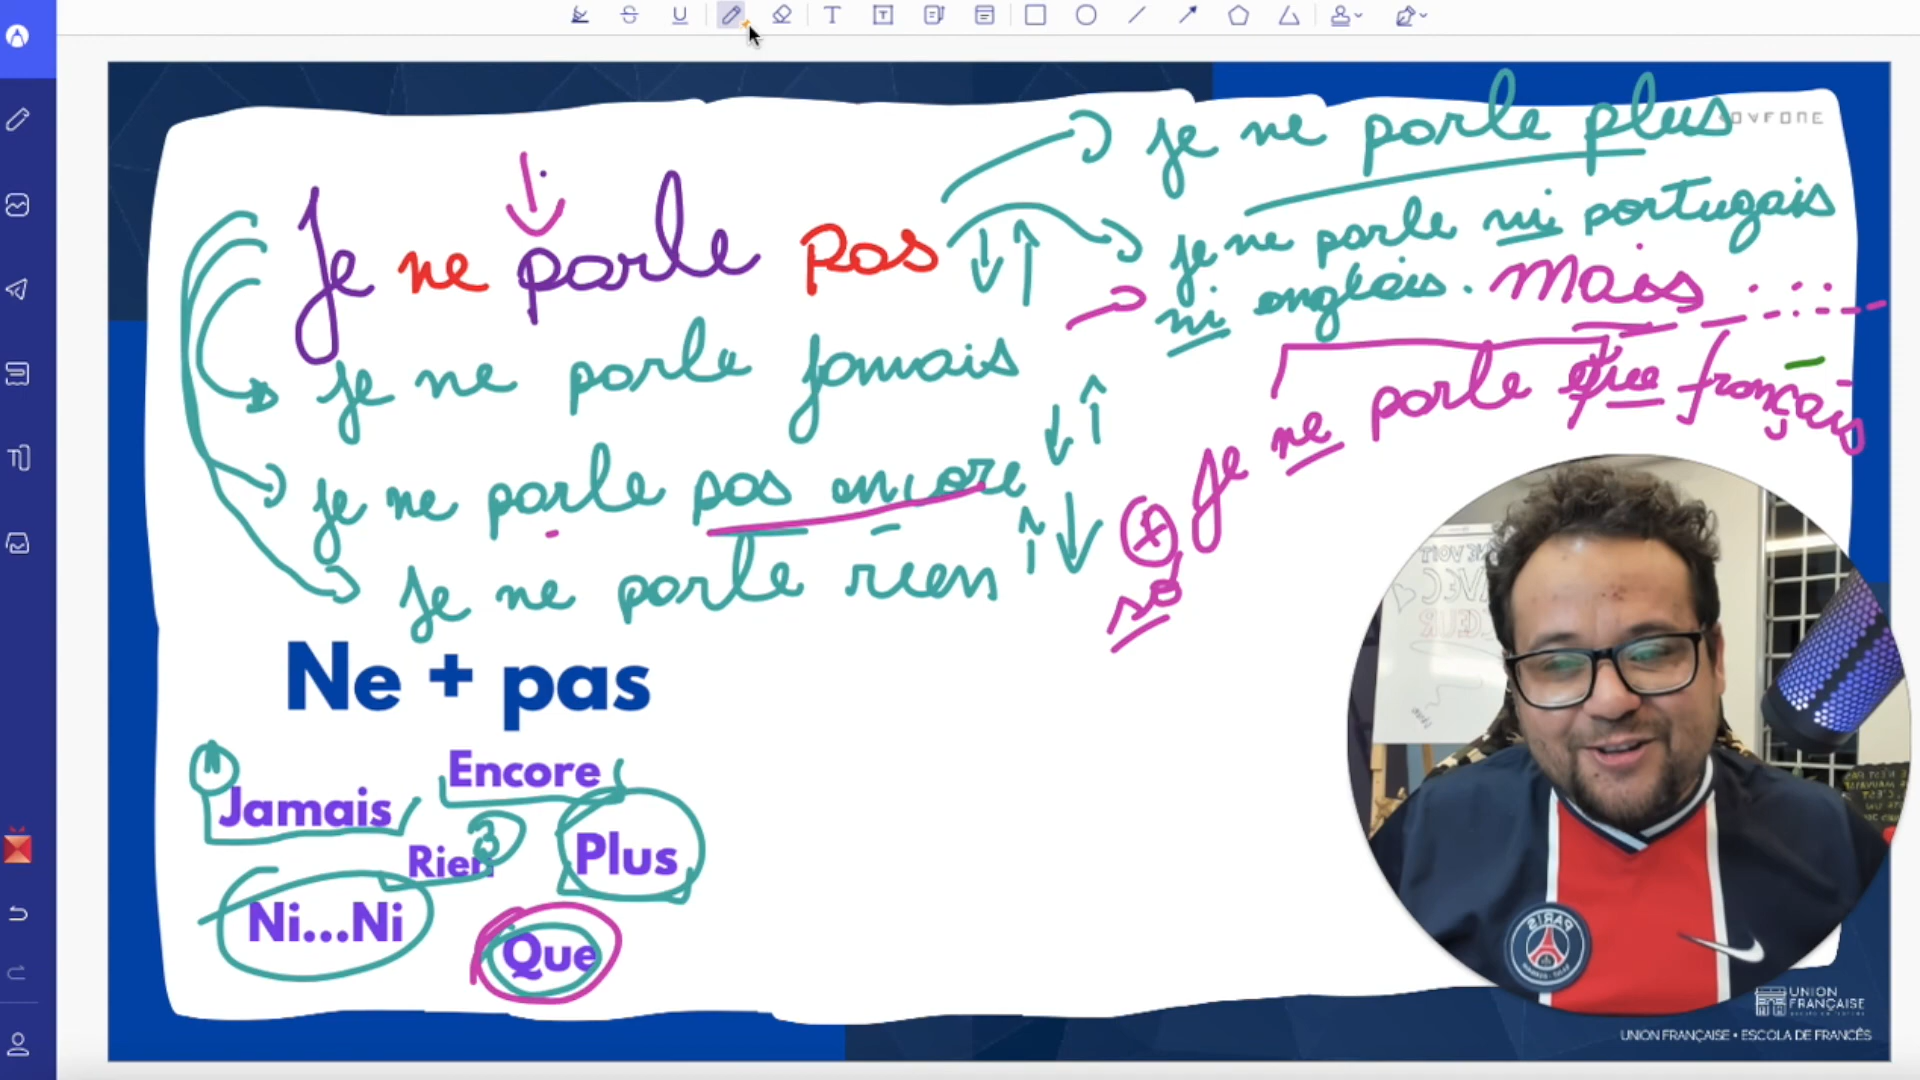 je ne parle plus
Je ne parle pas
je ne parle ni portugais
ni anglais. Mais ....
je ne parle jamais
je ne parle que français
je ne parle pas encore
+
só
je ne parle rien
Ne + pas
Jamais
Encore
Rien
3
Plus
Ni...Ni
Que
UNION
FRANÇAISE
UNION FRANÇAISE • ESCOLA DE FRANCÊS